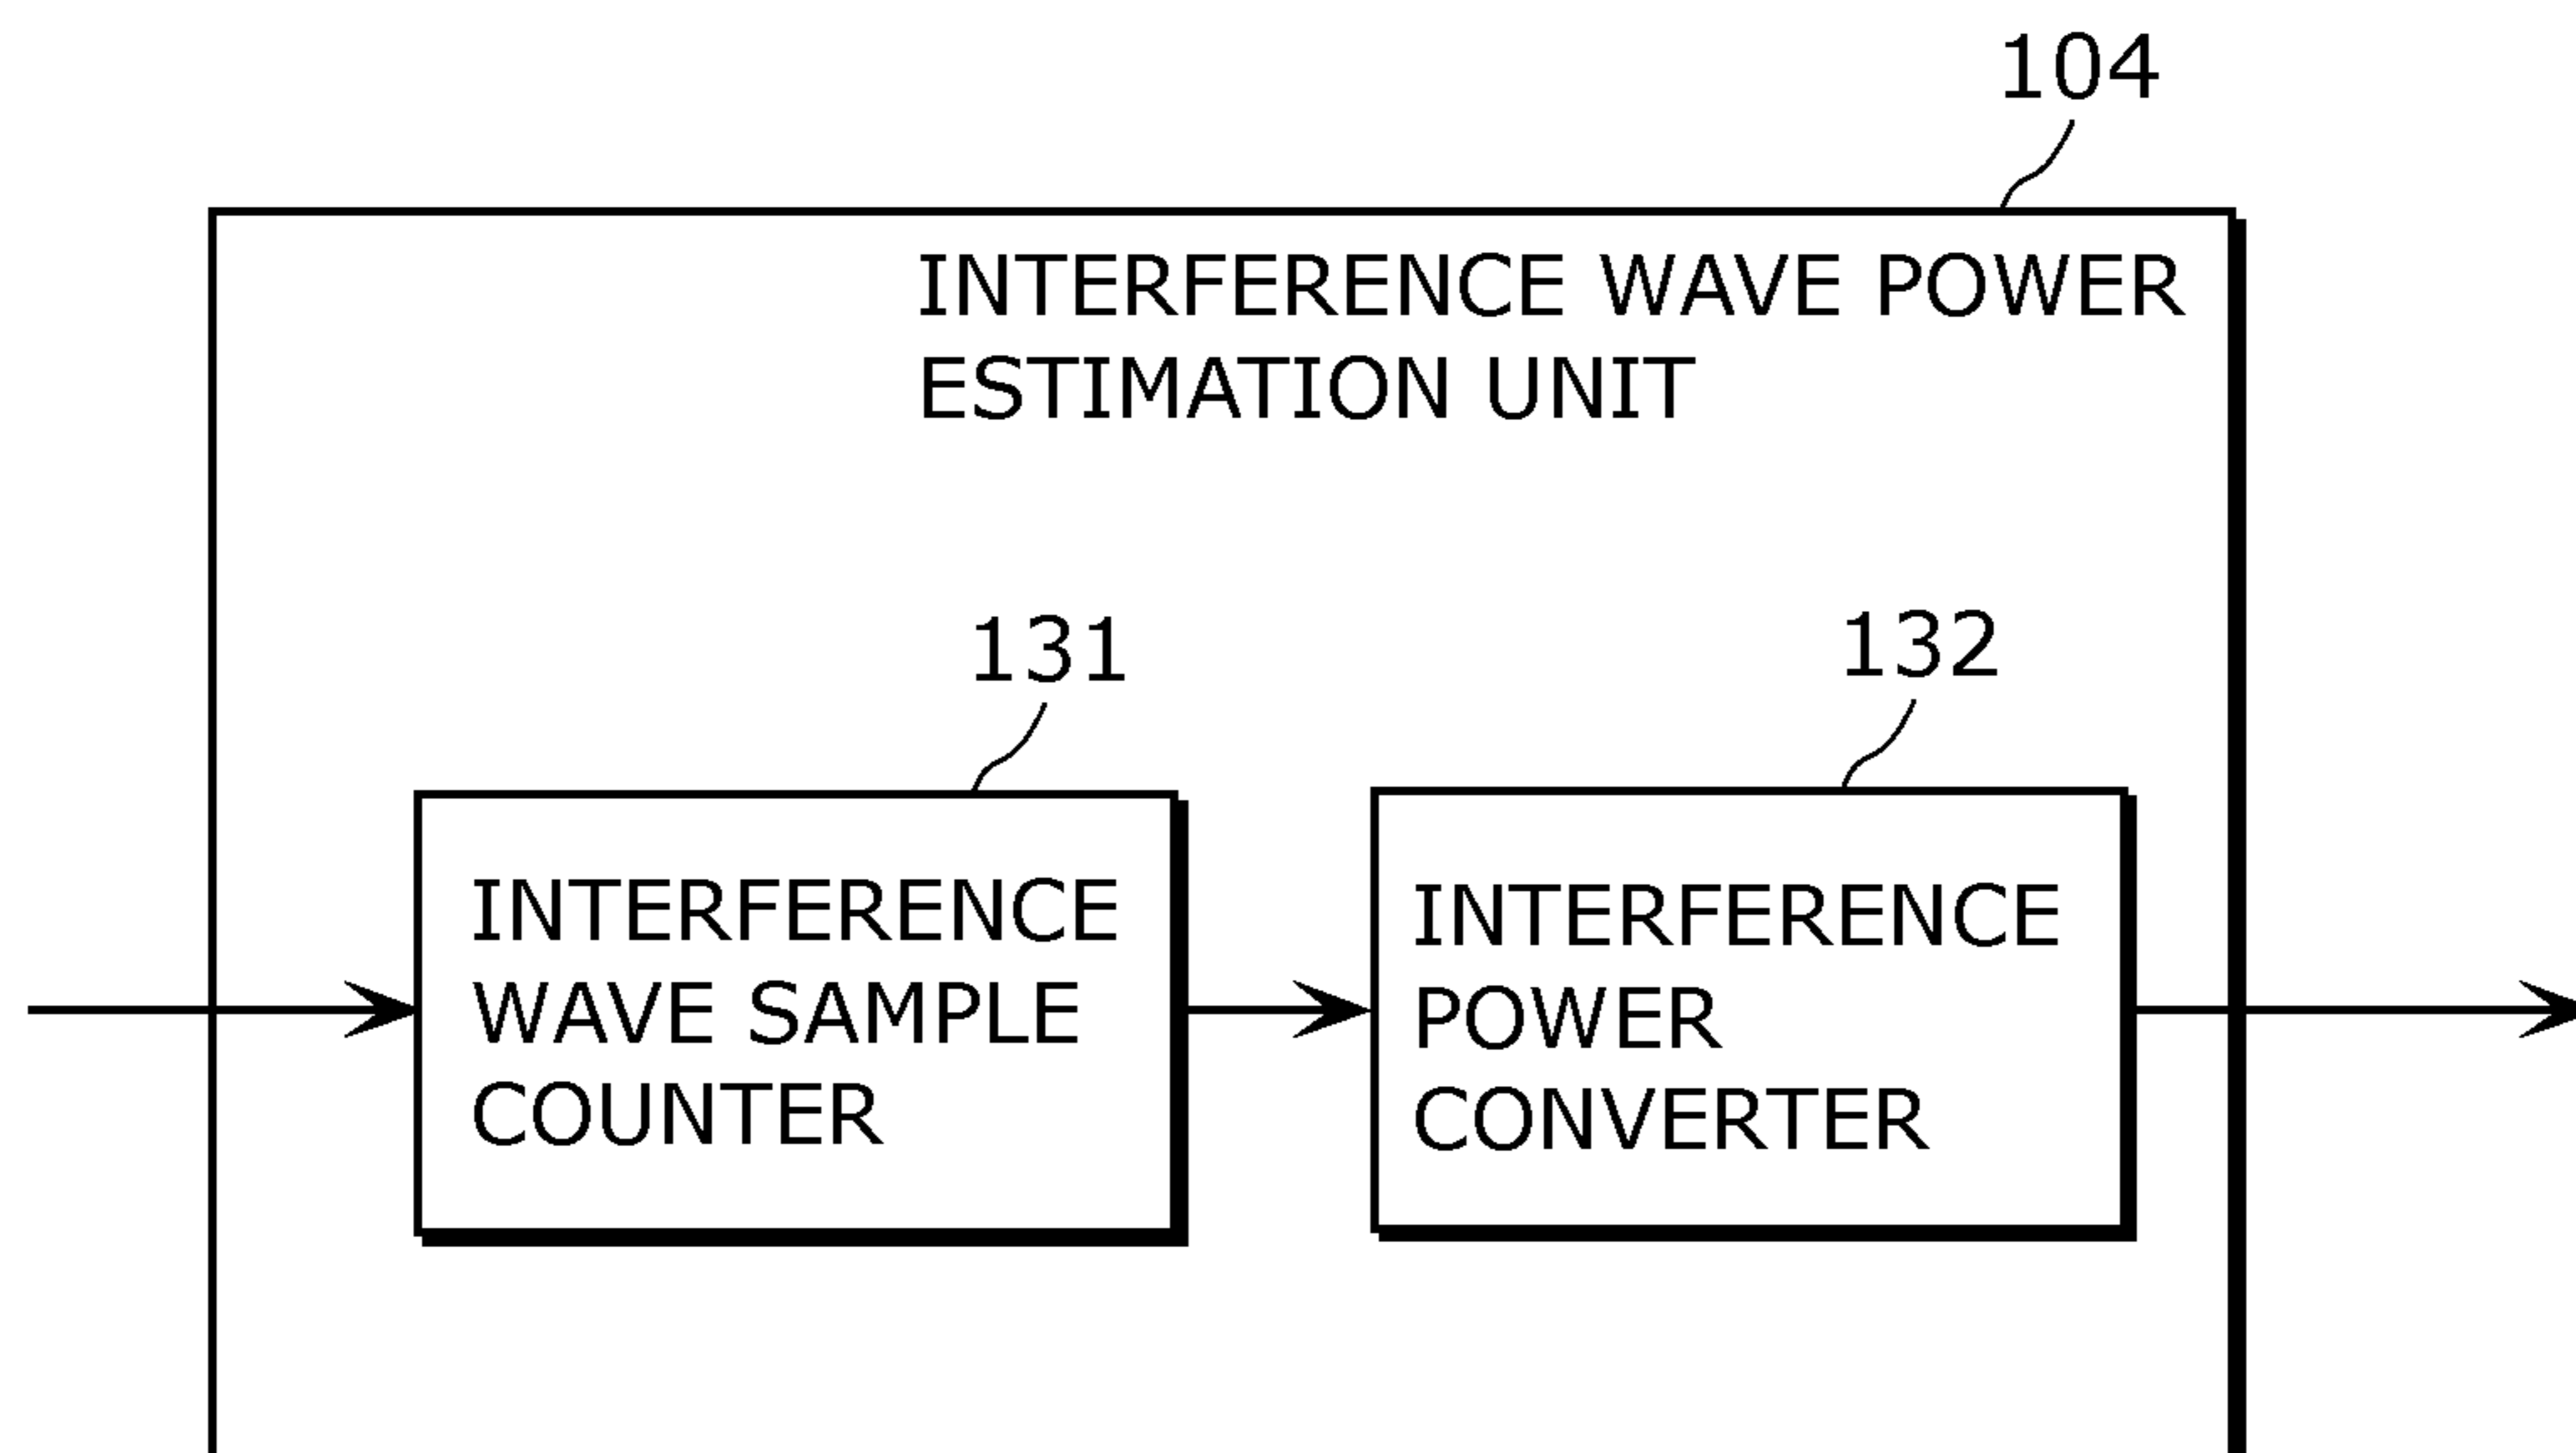 104
INTERFERENCE WAVE POWER
ESTIMATION UNIT
131
132
INTERFERENCE
WAVE SAMPLE
COUNTER
INTERFERENCE
POWER
CONVERTER